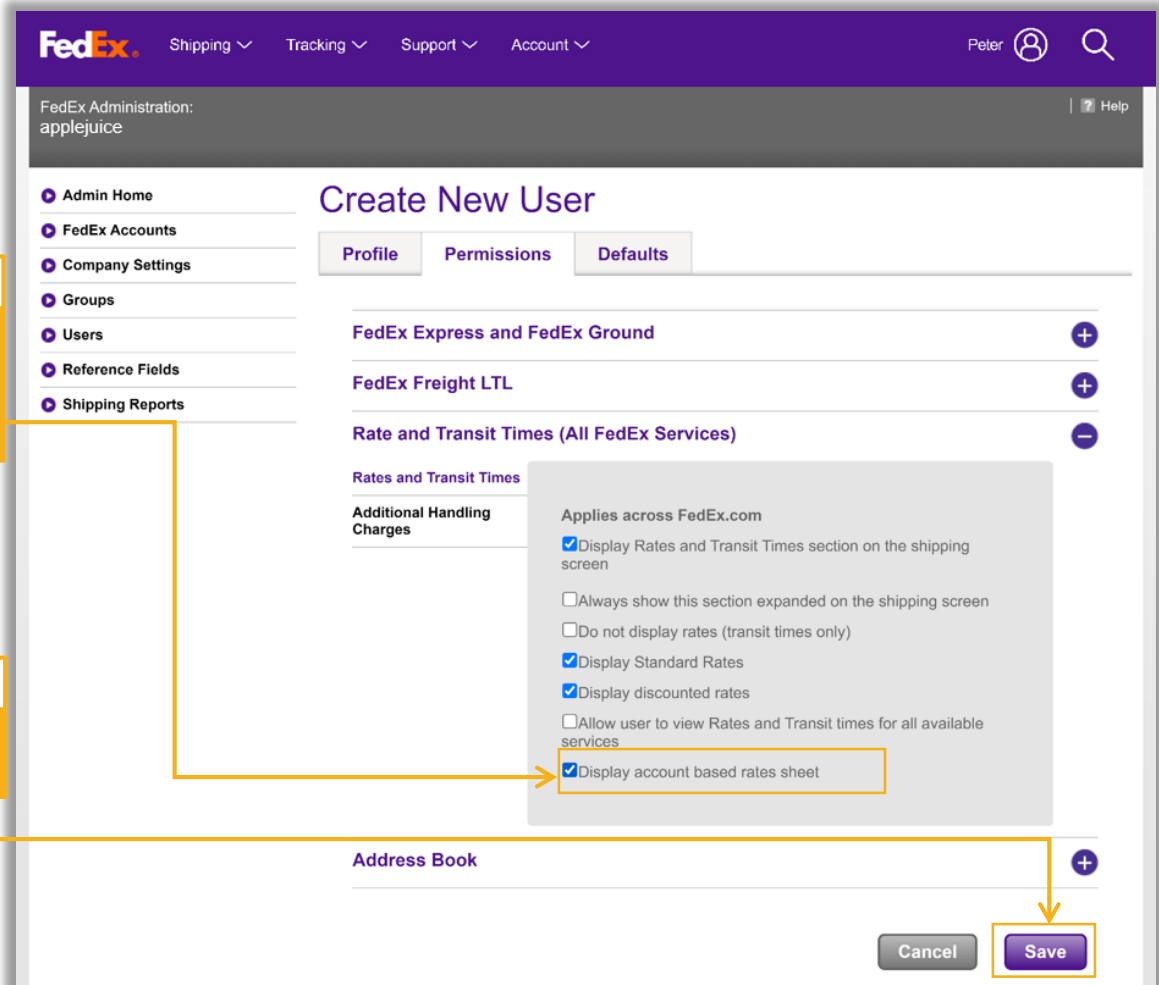 FedEx. Shipping Tracking Support Account Peter
FedEx Administration:
applejuice
? Help
Admin Home
FedEx Accounts
Company Settings
Groups
Users
Reference Fields
Shipping Reports
Create New User
Profile Permissions Defaults
FedEx Express and FedEx Ground
FedEx Freight LTL
Rate and Transit Times (All FedEx Services)
Rates and Transit Times
Additional Handling
Charges
Applies across FedEx.com
Display Rates and Transit Times section on the shipping
screen
Always show this section expanded on the shipping screen
Do not display rates (transit times only)
Display Standard Rates
Display discounted rates
Allow user to view Rates and Transit times for all available
services
Display account based rates sheet
Address Book
Cancel Save